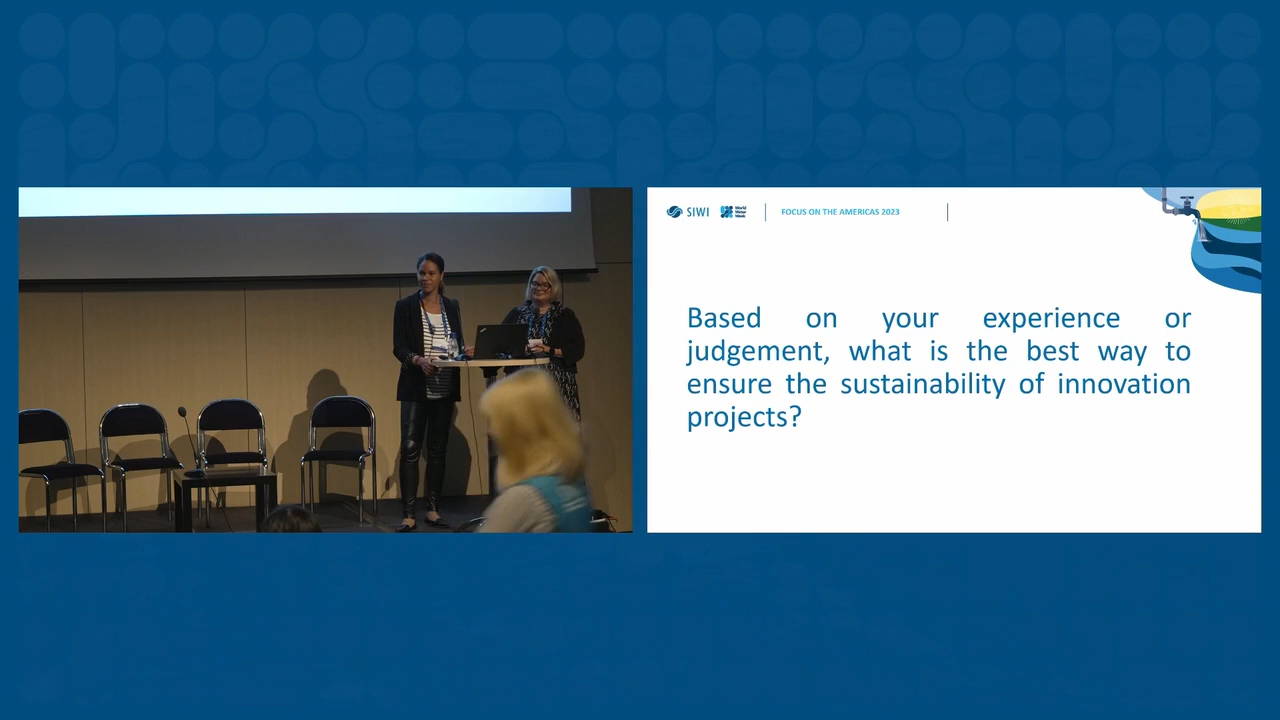 SIWI
World
Water
Week
FOCUS ON THE AMERICAS 2023
Based on your experience or
judgement, what is the best way to
ensure the sustainability of innovation
projects?